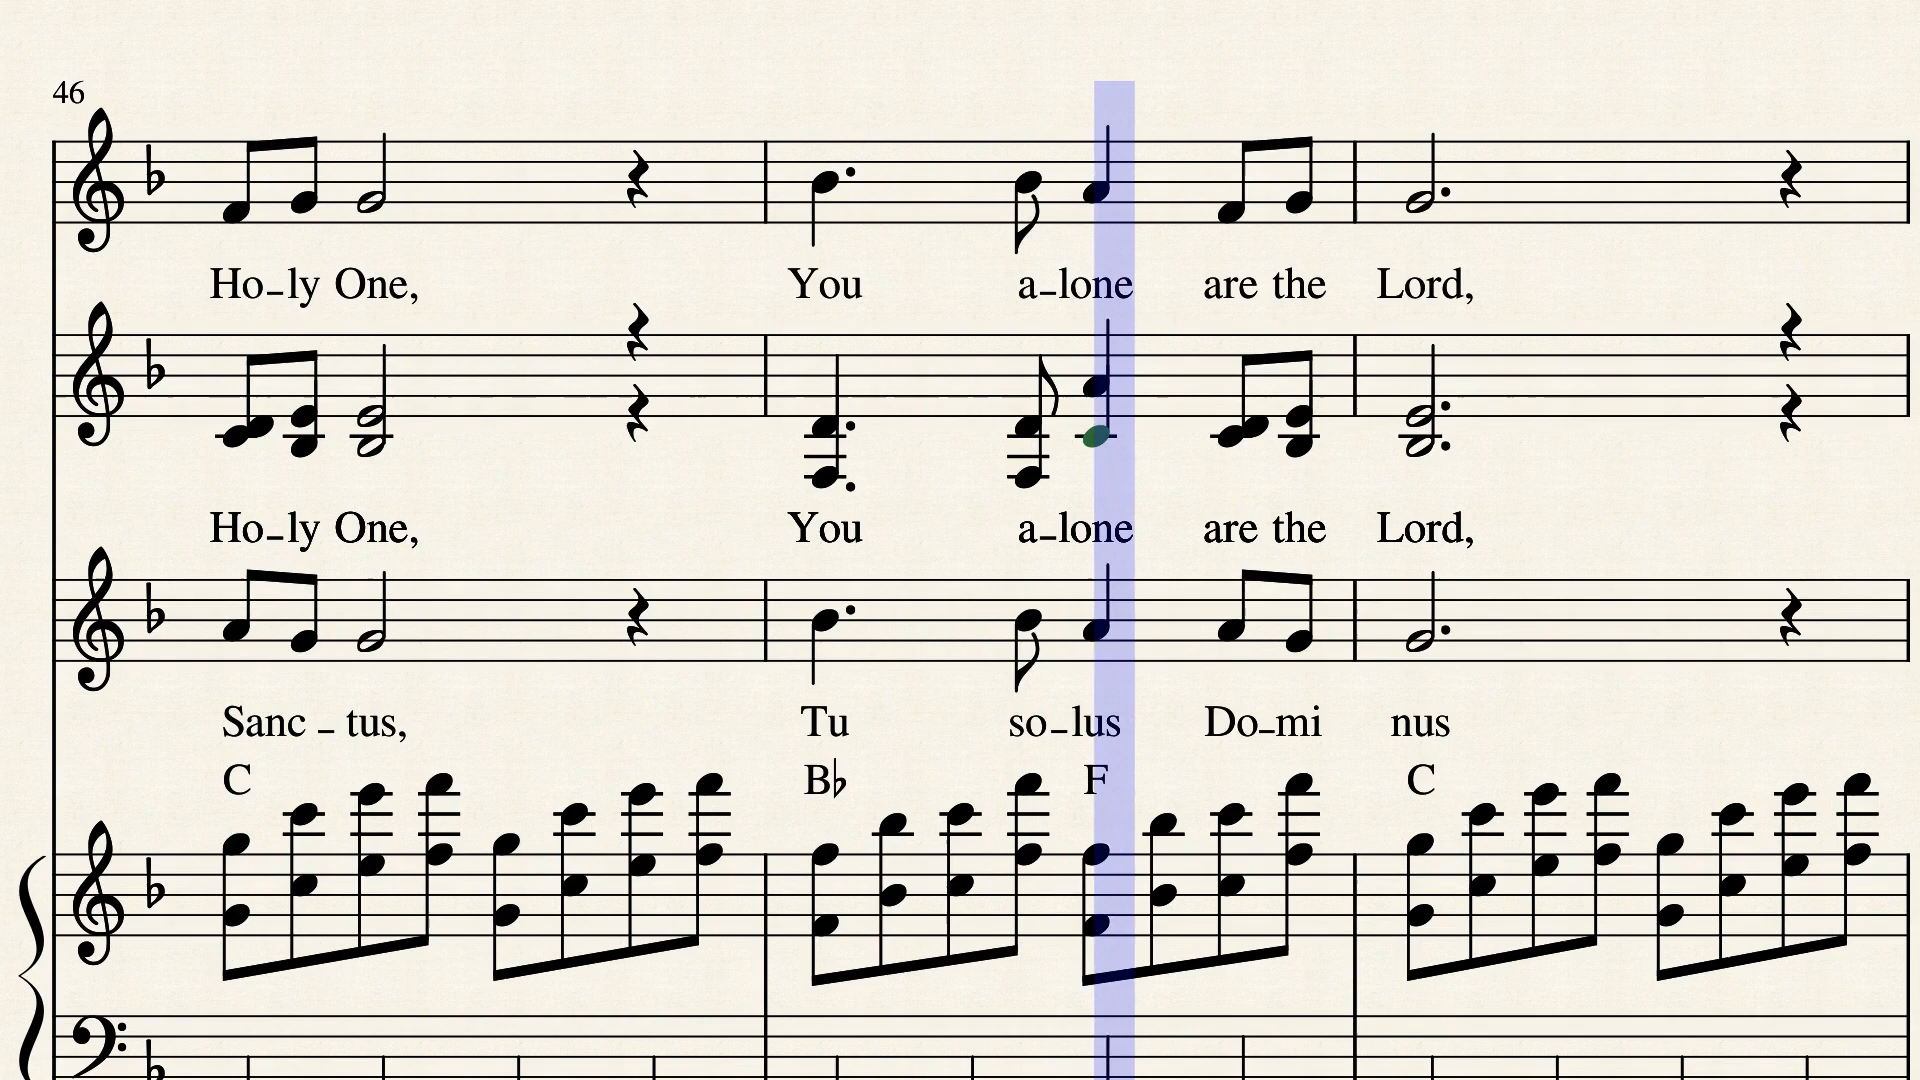 46
Ho-ly One, You a-lone are the Lord,
Ho-ly One, You a-lone are the Lord,
Sanc - tus, Tu so-lus Do-mi nus
C B♭ F C